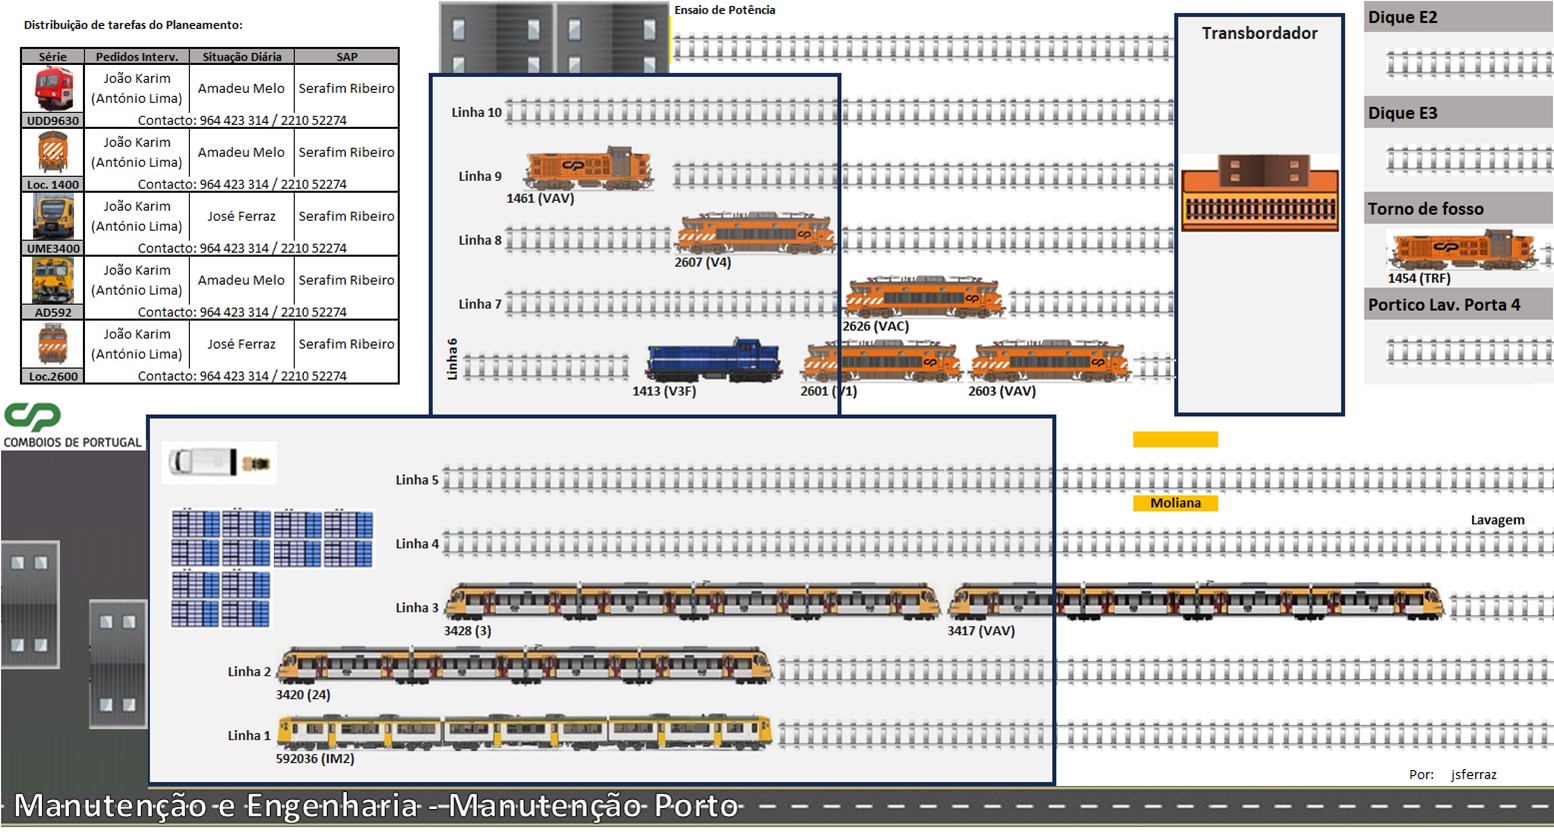 Distribuição de tarefas do Planeamento:
Série Pedidos Interv. Situação Diária SAP
João Karim
(António Lima) Amadeu Melo Serafim Ribeiro
UDD9630 Contacto: 964 423 314 / 2210 52274
João Karim
(António Lima) Amadeu Melo Serafim Ribeiro
Loc. 1400 Contacto: 964 423 314 / 2210 52274
João Karim
(António Lima) José Ferraz Serafim Ribeiro
UME3400 Contacto: 964 423 314 / 2210 52274
João Karim
(António Lima) Amadeu Melo Serafim Ribeiro
AD592 Contacto: 964 423 314 / 2210 52274
João Karim
(António Lima) José Ferraz Serafim Ribeiro
Loc.2600 Contacto: 964 423 314 / 2210 52274
CP
COMBOIOS DE PORTUGAL
Ensaio de Potência
Linha 10
Linha 9
1461 (VAV)
Linha 8
2607 (V4)
Linha 7
2626 (VAC)
Linha 6
1413 (V3F)
2601 (V1)
2603 (VAV)
Transbordador
Dique E2
Dique E3
Torno de fosso
1454 (TRF)
Portico Lav. Porta 4
Linha 5
Moliana
Lavagem
Linha 4
Linha 3
3428 (3)
3417 (VAV)
Linha 2
3420 (24)
Linha 1
592036 (IM2)
Por: jsferraz
Manutenção e Engenharia - Manutenção Porto